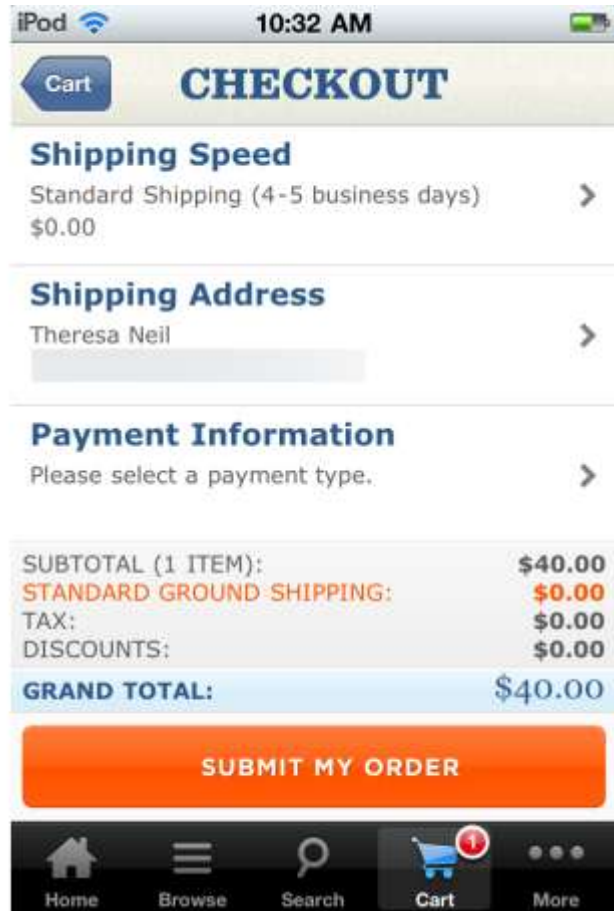 iPod 10:32 AM
Cart CHECKOUT
Shipping Speed
Standard Shipping (4-5 business days)
$0.00
Shipping Address
Theresa Neil
Payment Information
Please select a payment type.
SUBTOTAL (1 ITEM): $40.00
STANDARD GROUND SHIPPING: $0.00
TAX: $0.00
DISCOUNTS: $0.00
GRAND TOTAL: $40.00
SUBMIT MY ORDER
1
Home Browse Search Cart More